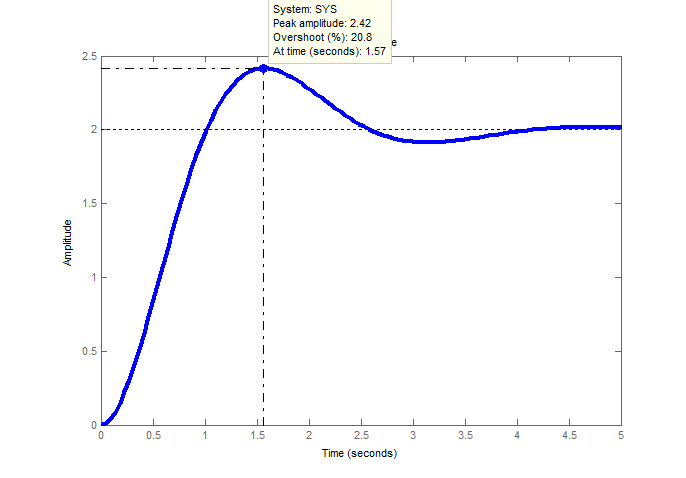 System: SYS
Peak amplitude: 2.42
Overshoot (%): 20.8
At time (seconds): 1.57
2.5
2
1.5
1
0.5
0
Amplitude
0 0.5 1 1.5 2 2.5 3 3.5 4 4.5 5
Time (seconds)